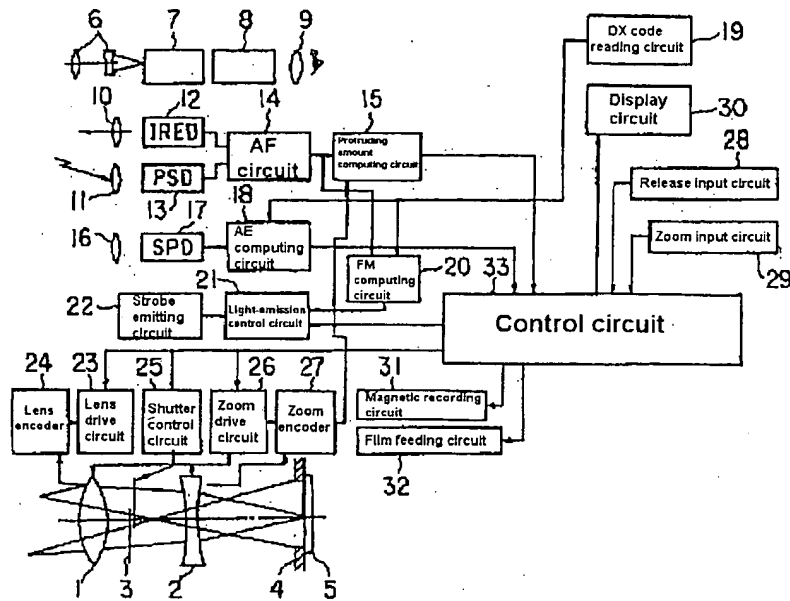 6
7
8
9
DX code
reading circuit
19
10
12
IRED
14
AF
circuit
15
Protruding
amount
computing circuit
Display
circuit
30
11
PSD
13
28
Release input circuit
16
17
SPD
18
AE
computing
circuit
Zoom input circuit
29
FM
computing
circuit
20
33
Control circuit
22
Strobe
emitting
circuit
21
Light-emission
control circuit
24
Lens
encoder
23
Lens
drive
circuit
25
Shutter
control
circuit
26
Zoom
drive
circuit
27
Zoom
encoder
31
Magnetic recording
circuit
Film feeding circuit
32
1
3
2
4
5